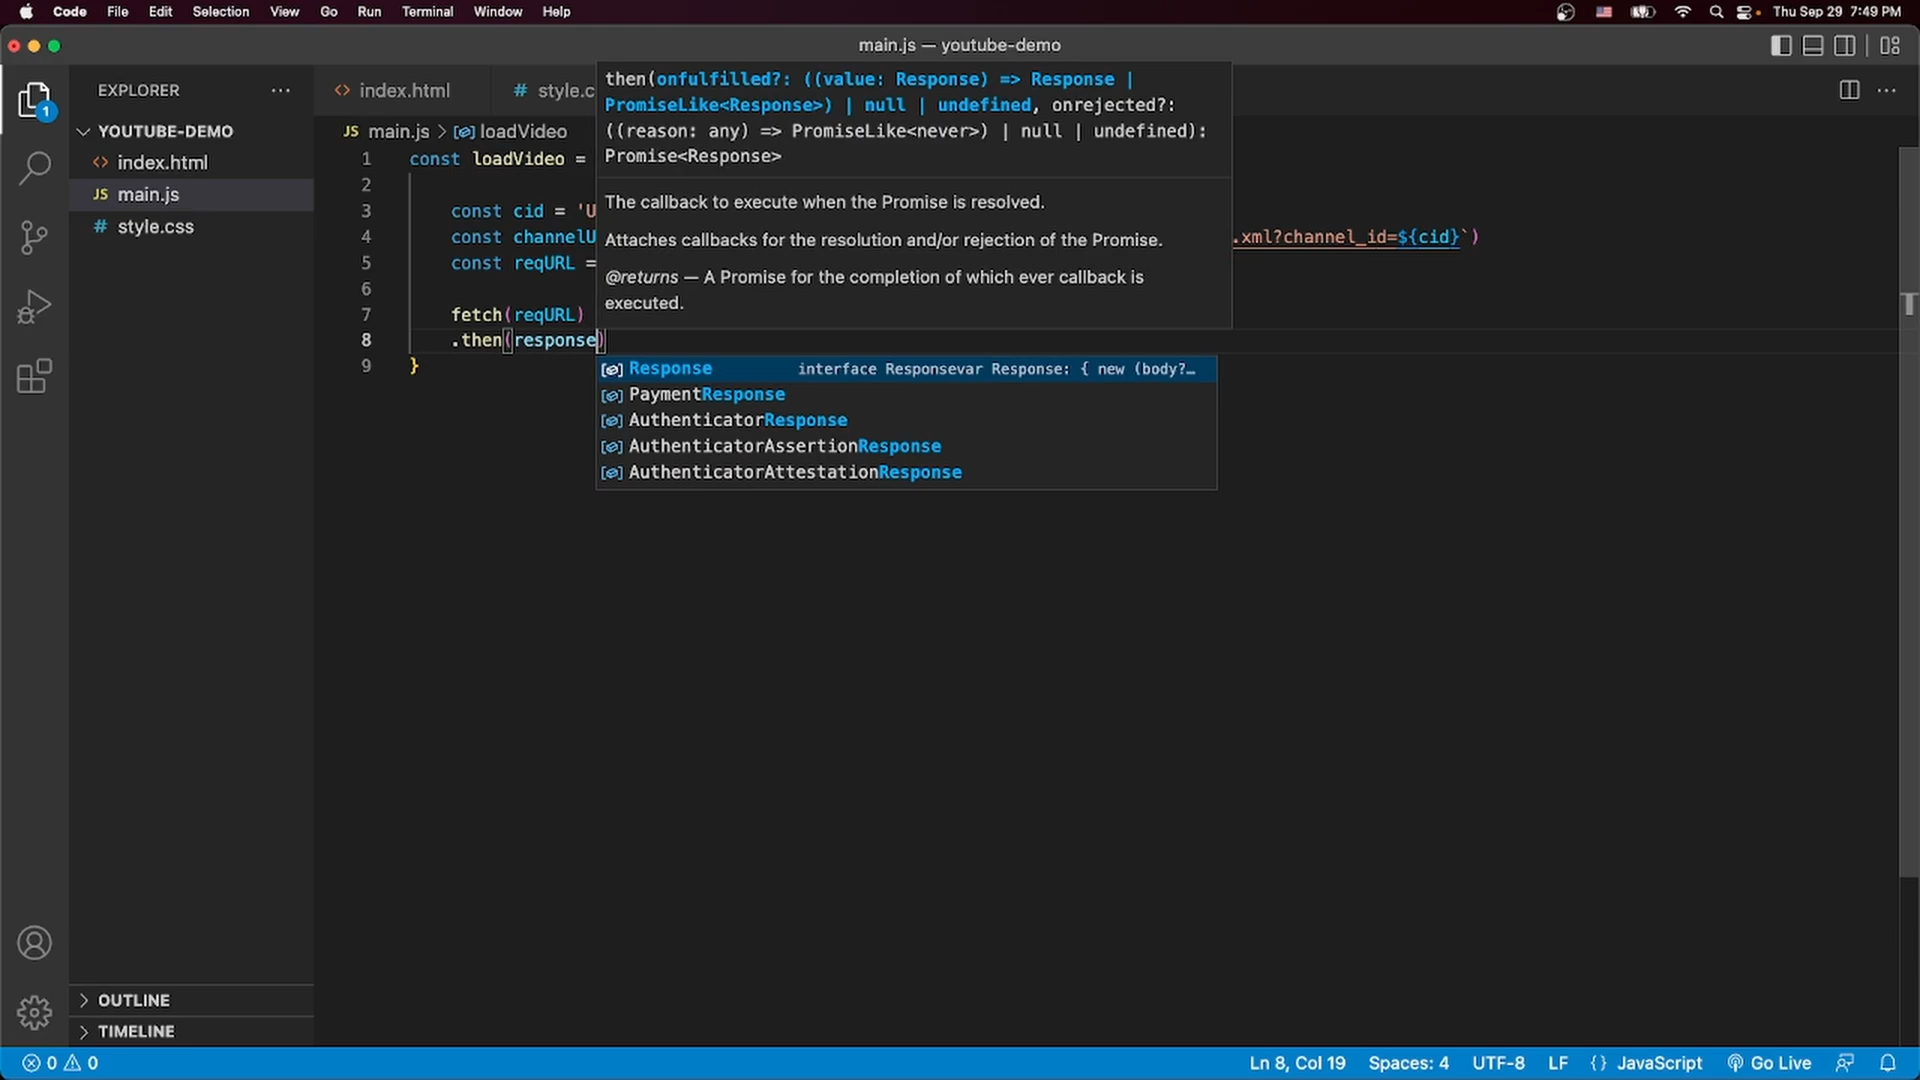 Code File Edit Selection View Go Run Terminal Window Help Thu Sep 29 7:49 PM
main.js — youtube-demo
EXPLORER
1
YOUTUBE-DEMO
index.html
JS main.js
# style.css
OUTLINE
TIMELINE
<> index.html # style.c
JS main.js > loadVideo
1 const loadVideo =
2
3 const cid = 'U
4 const channelU .xml?channel_id=${cid}`)
5 const reqURL =
6
7 fetch(reqURL)
8 .then(response)
9 }
then(onfulfilled?: ((value: Response) => Response |
PromiseLike<Response>) | null | undefined, onrejected?:
((reason: any) => PromiseLike<never>) | null | undefined):
Promise<Response>
The callback to execute when the Promise is resolved.
Attaches callbacks for the resolution and/or rejection of the Promise.
@returns — A Promise for the completion of which ever callback is
executed.
Response interface Responsevar Response: { new (body?…
PaymentResponse
AuthenticatorResponse
AuthenticatorAssertionResponse
AuthenticatorAttestationResponse
0 0 Ln 8, Col 19 Spaces: 4 UTF-8 LF {} JavaScript Go Live